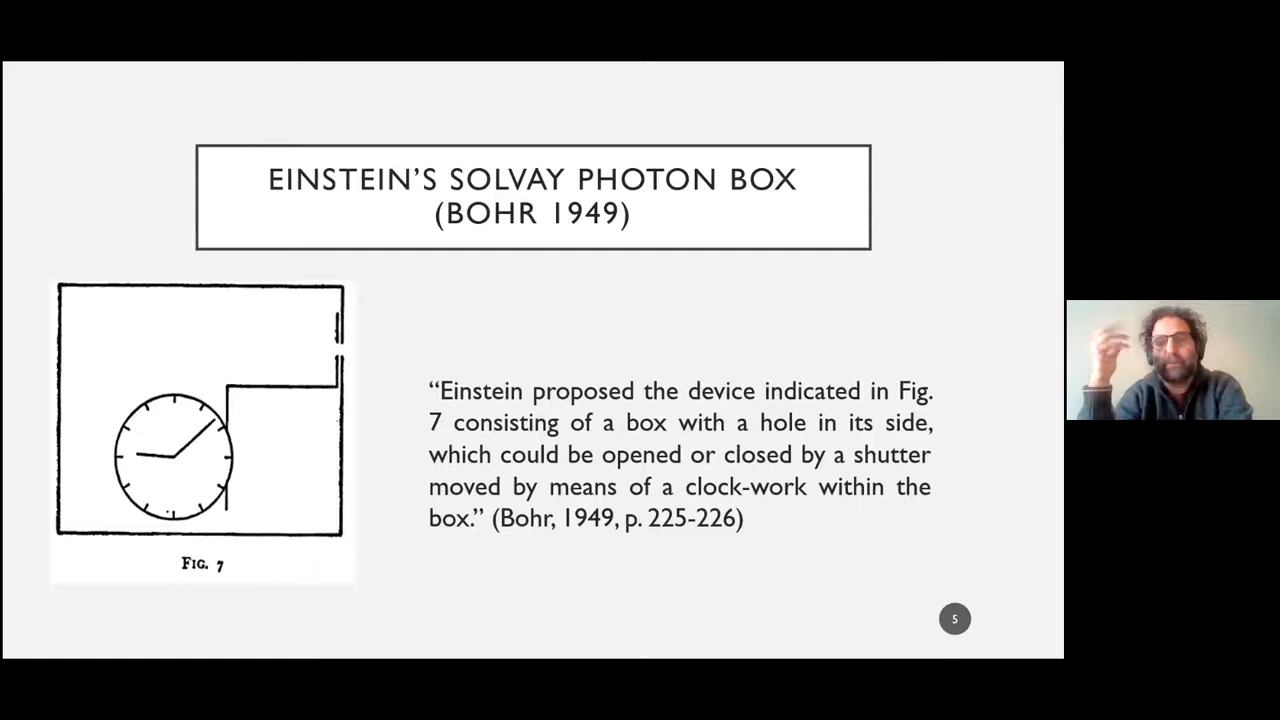 EINSTEIN'S SOLVAY PHOTON BOX
(BOHR 1949)
“Einstein proposed the device indicated in Fig.
7 consisting of a box with a hole in its side,
which could be opened or closed by a shutter
moved by means of a clock-work within the
box.” (Bohr, 1949, p. 225-226)
Fig. 7
5